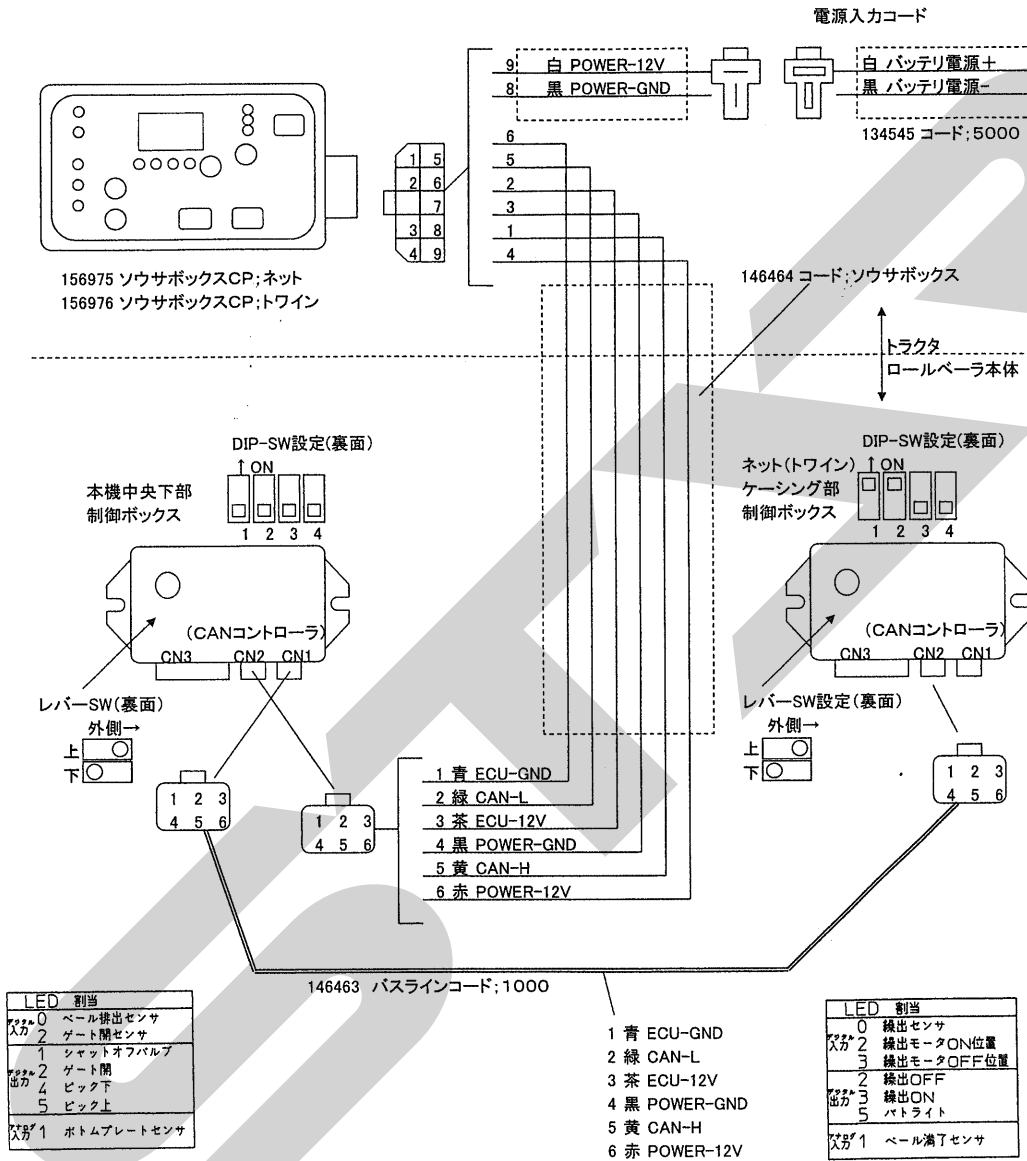 電源入力コード
9 白 POWER-12V
8 黒 POWER-GND
白 バッテリ電源+
黒 バッテリ電源-
134545 コード;5000
6
5
2
3
1
4
1 5
2 6
7
3 8
4 9
156975 ソウサボックスCP;ネット
156976 ソウサボックスCP;トワイン
146464 コード;ソウサボックス
トラクタ
ロールベーラ本体
DIP-SW設定(裏面)
↑ ON
本機中央下部
制御ボックス
1 2 3 4
(CANコントローラ)
CN3 CN2 CN1
レバーSW(裏面)
外側→
上
下
DIP-SW設定(裏面)
ネット(トワイン)
ケーシング部
制御ボックス
↑ ON
1 2 3 4
(CANコントローラ)
CN3 CN2 CN1
レバーSW設定(裏面)
外側→
上
下
1 2 3
4 5 6
1 2 3
4 5 6
1 2 3
4 5 6
1 青 ECU-GND
2 緑 CAN-L
3 茶 ECU-12V
4 黒 POWER-GND
5 黄 CAN-H
6 赤 POWER-12V
146463 バスラインコード;1000
1 青 ECU-GND
2 緑 CAN-L
3 茶 ECU-12V
4 黒 POWER-GND
5 黄 CAN-H
6 赤 POWER-12V
LED 割当
デジタル入力 0 ベール排出センサ
2 ゲート開センサ
1 シャットオフバルブ
デジタル出力 2 ゲート開
4 ピック下
5 ピック上
アナログ入力 1 ボトムプレートセンサ
LED 割当
0 繰出センサ
デジタル入力 2 繰出モータON位置
3 繰出モータOFF位置
2 繰出OFF
デジタル出力 3 繰出ON
5 パトライト
アナログ入力 1 ベール満了センサ